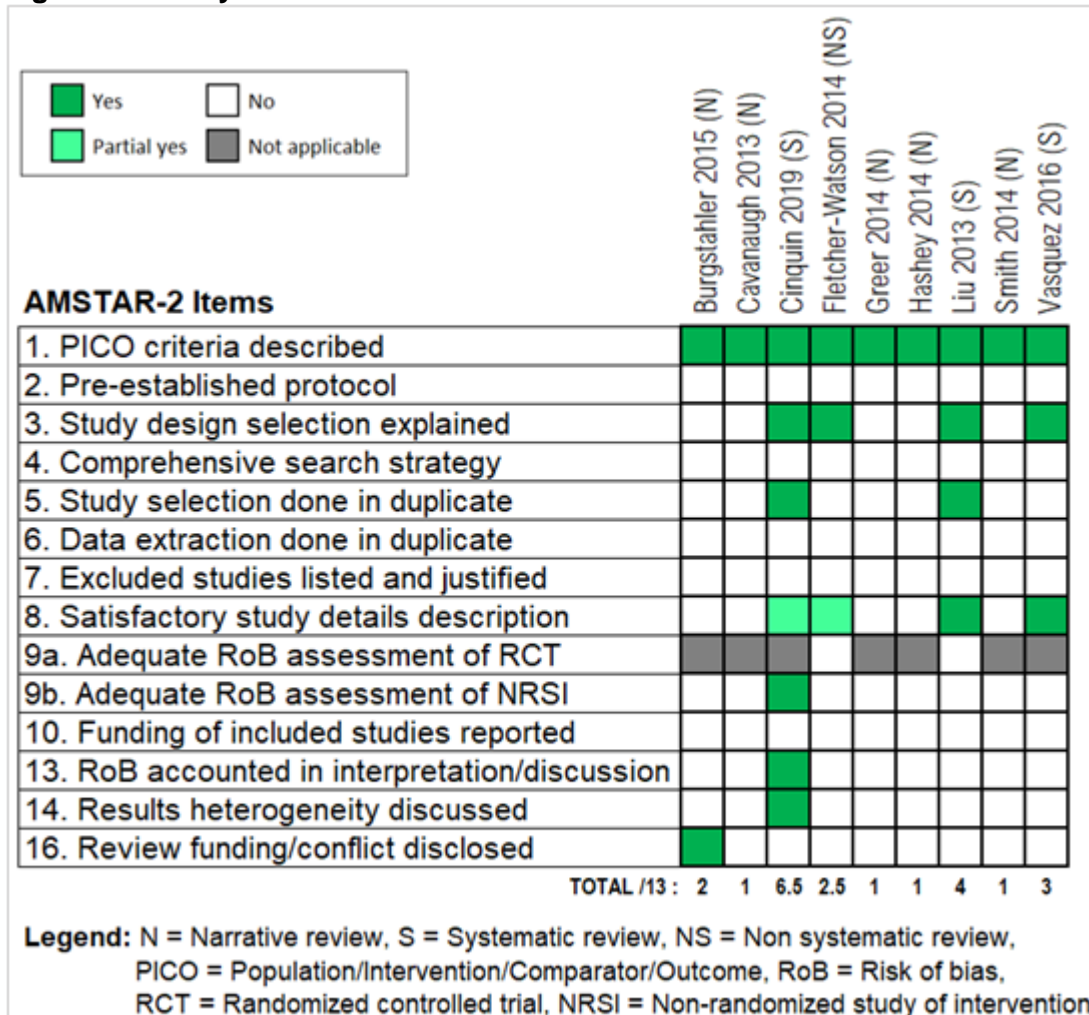 Yes No
Partial yes Not applicable
Burgstahler 2015 (N)
Cavanaugh 2013 (N)
Cinquin 2019 (S)
Fletcher-Watson 2014 (NS)
Greer 2014 (N)
Hashey 2014 (N)
Liu 2013 (S)
Smith 2014 (N)
Vasquez 2016 (S)
AMSTAR-2 Items
1. PICO criteria described
2. Pre-established protocol
3. Study design selection explained
4. Comprehensive search strategy
5. Study selection done in duplicate
6. Data extraction done in duplicate
7. Excluded studies listed and justified
8. Satisfactory study details description
9a. Adequate RoB assessment of RCT
9b. Adequate RoB assessment of NRSI
10. Funding of included studies reported
13. RoB accounted in interpretation/discussion
14. Results heterogeneity discussed
16. Review funding/conflict disclosed
TOTAL /13 : 2 1 6.5 2.5 1 1 4 1 3
Legend: N = Narrative review, S = Systematic review, NS = Non systematic review,
PICO = Population/Intervention/Comparator/Outcome, RoB = Risk of bias,
RCT = Randomized controlled trial, NRSI = Non-randomized study of intervention